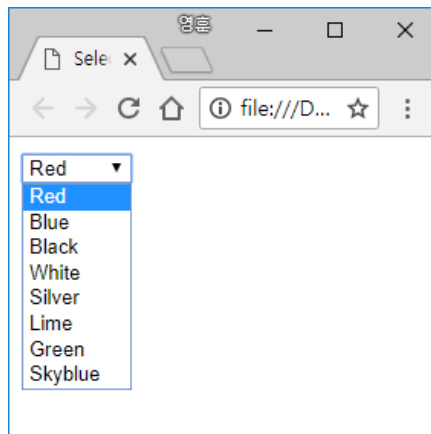 영훈
Sele
file:///D...
Red
Red
Blue
Black
White
Silver
Lime
Green
Skyblue